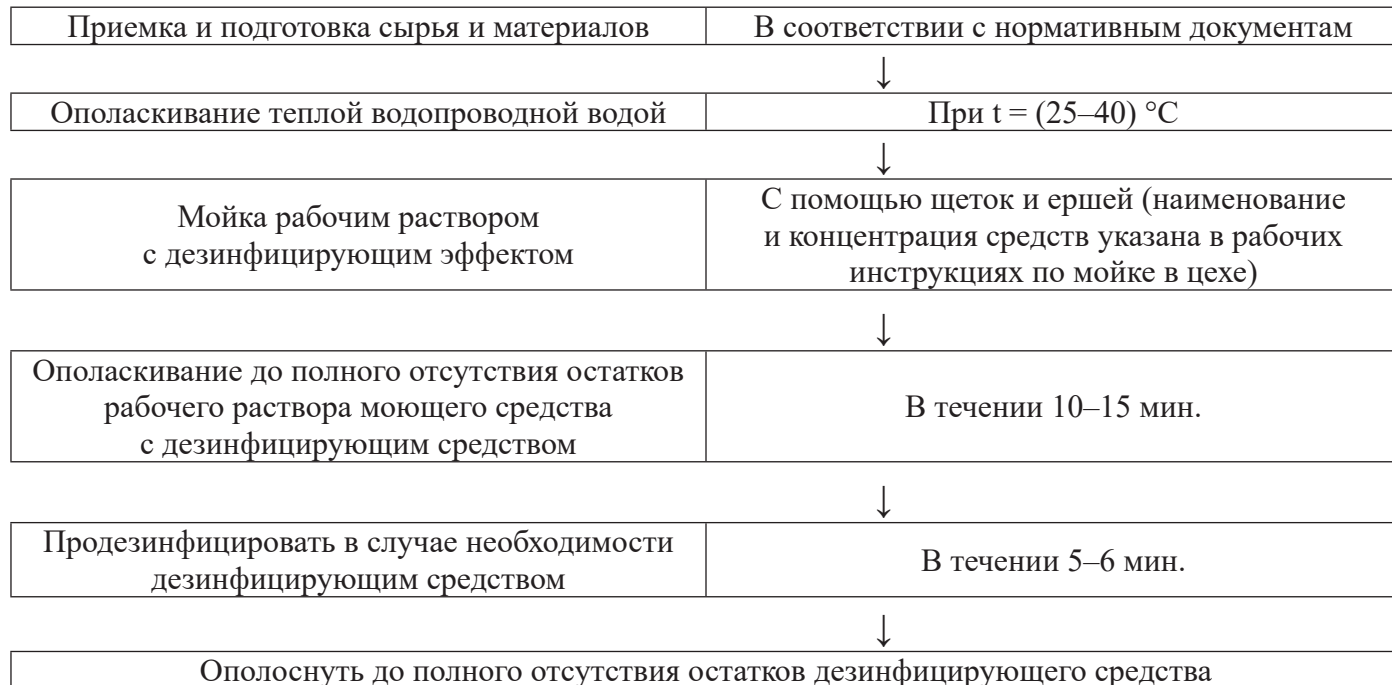 Приемка и подготовка сырья и материалов
В соответствии с нормативным документам
↓
Ополаскивание теплой водопроводной водой
При t = (25–40) °C
↓
Мойка рабочим раствором
с дезинфицирующим эффектом
С помощью щеток и ершей (наименование
и концентрация средств указана в рабочих
инструкциях по мойке в цехе)
↓
Ополаскивание до полного отсутствия остатков
рабочего раствора моющего средства
с дезинфицирующим средством
В течении 10–15 мин.
↓
Продезинфицировать в случае необходимости
дезинфицирующим средством
В течении 5–6 мин.
↓
Ополоснуть до полного отсутствия остатков дезинфицирующего средства